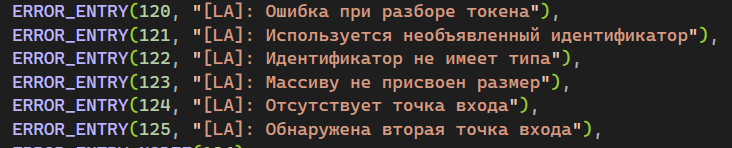 ERROR_ENTRY(120, "[LA]: Ошибка при разборе токена"),
ERROR_ENTRY(121, "[LA]: Используется необъявленный идентификатор"),
ERROR_ENTRY(122, "[LA]: Идентификатор не имеет типа"),
ERROR_ENTRY(123, "[LA]: Массиву не присвоен размер"),
ERROR_ENTRY(124, "[LA]: Отсутствует точка входа"),
ERROR_ENTRY(125, "[LA]: Обнаружена вторая точка входа"),